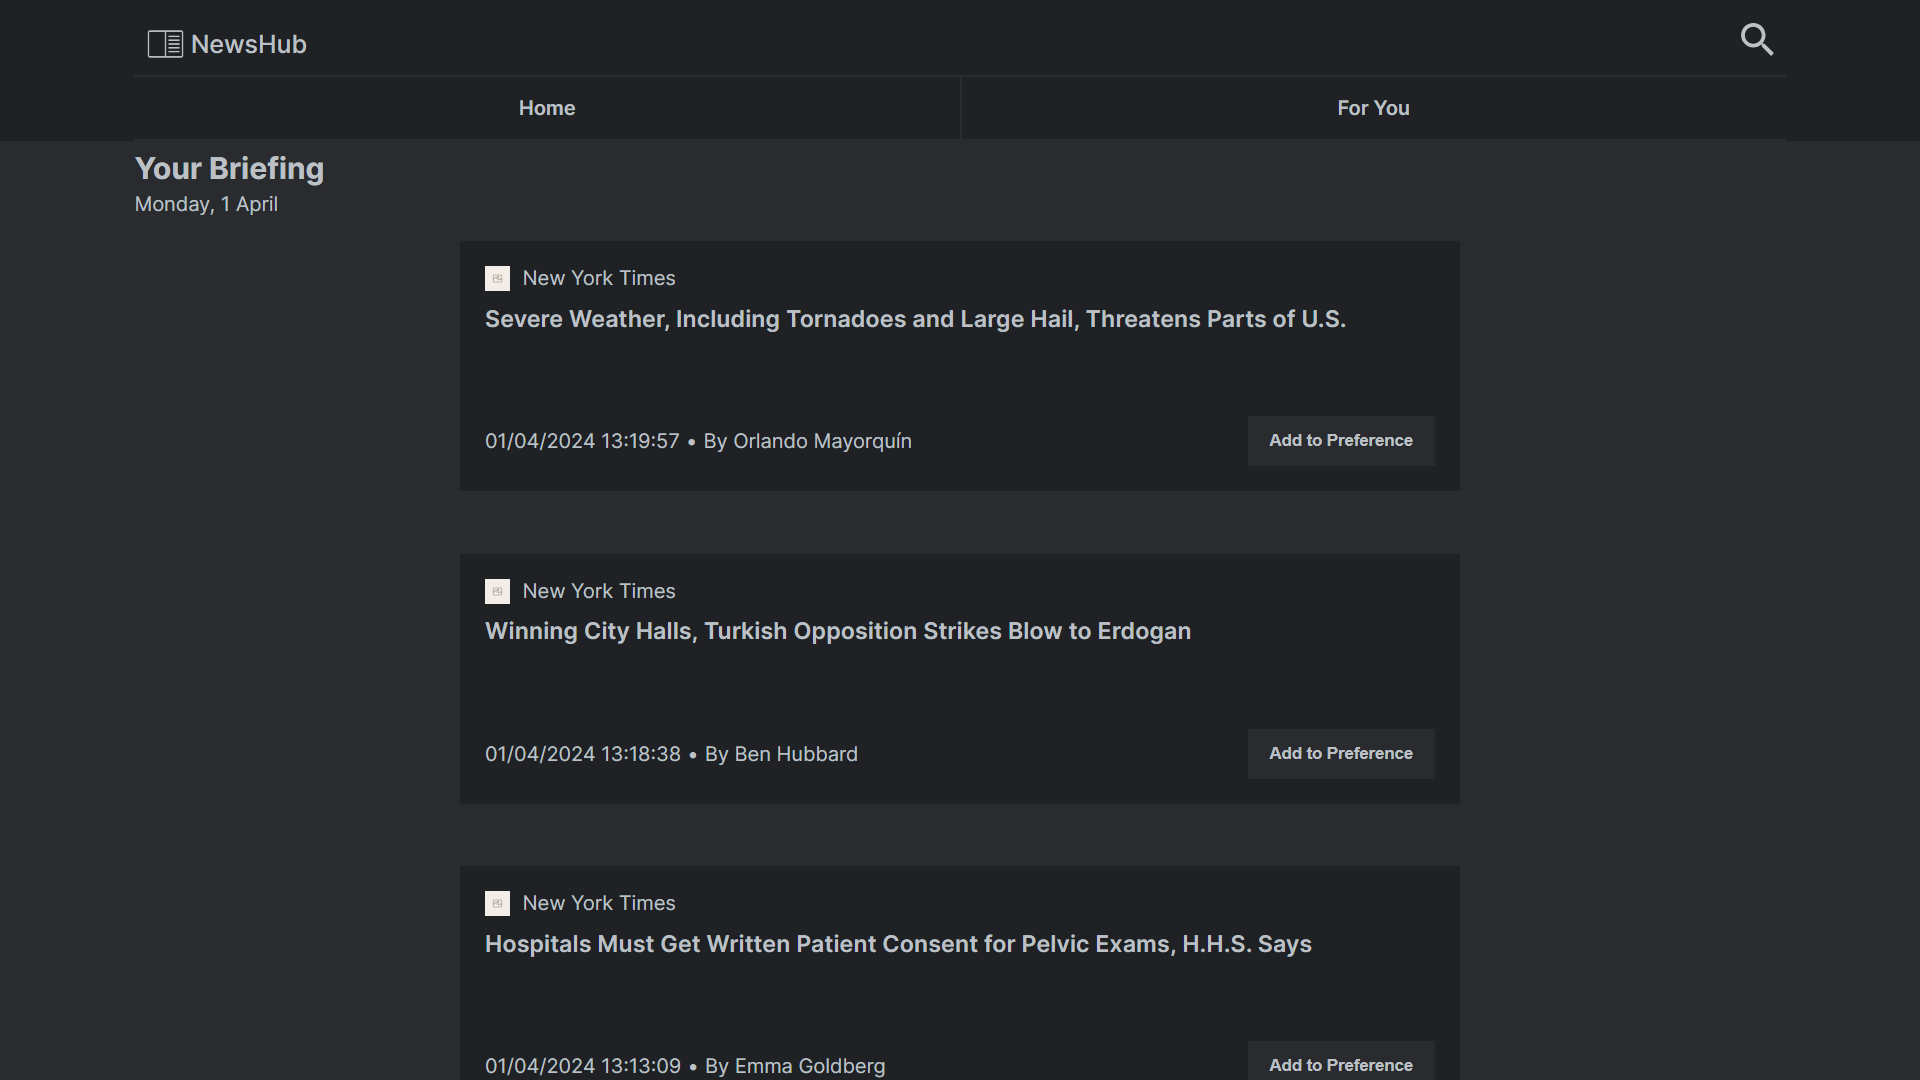 NewsHub
Home
For You
Your Briefing
Monday, 1 April
New York Times
Severe Weather, Including Tornadoes and Large Hail, Threatens Parts of U.S.
01/04/2024 13:19:57 • By Orlando Mayorquín
Add to Preference
New York Times
Winning City Halls, Turkish Opposition Strikes Blow to Erdogan
01/04/2024 13:18:38 • By Ben Hubbard
Add to Preference
New York Times
Hospitals Must Get Written Patient Consent for Pelvic Exams, H.H.S. Says
01/04/2024 13:13:09 • By Emma Goldberg
Add to Preference